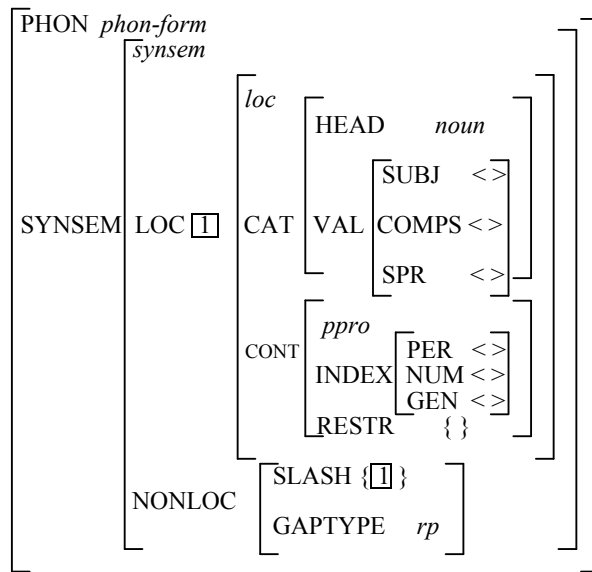 PHON phon-form
synsem
loc
HEAD noun
SUBJ < >
SYNSEM LOC 1 CAT VAL COMPS < >
SPR < >
ppro
CONT PER < >
INDEX NUM < >
GEN < >
RESTR { }
SLASH {1}
NONLOC
GAPTYPE rp